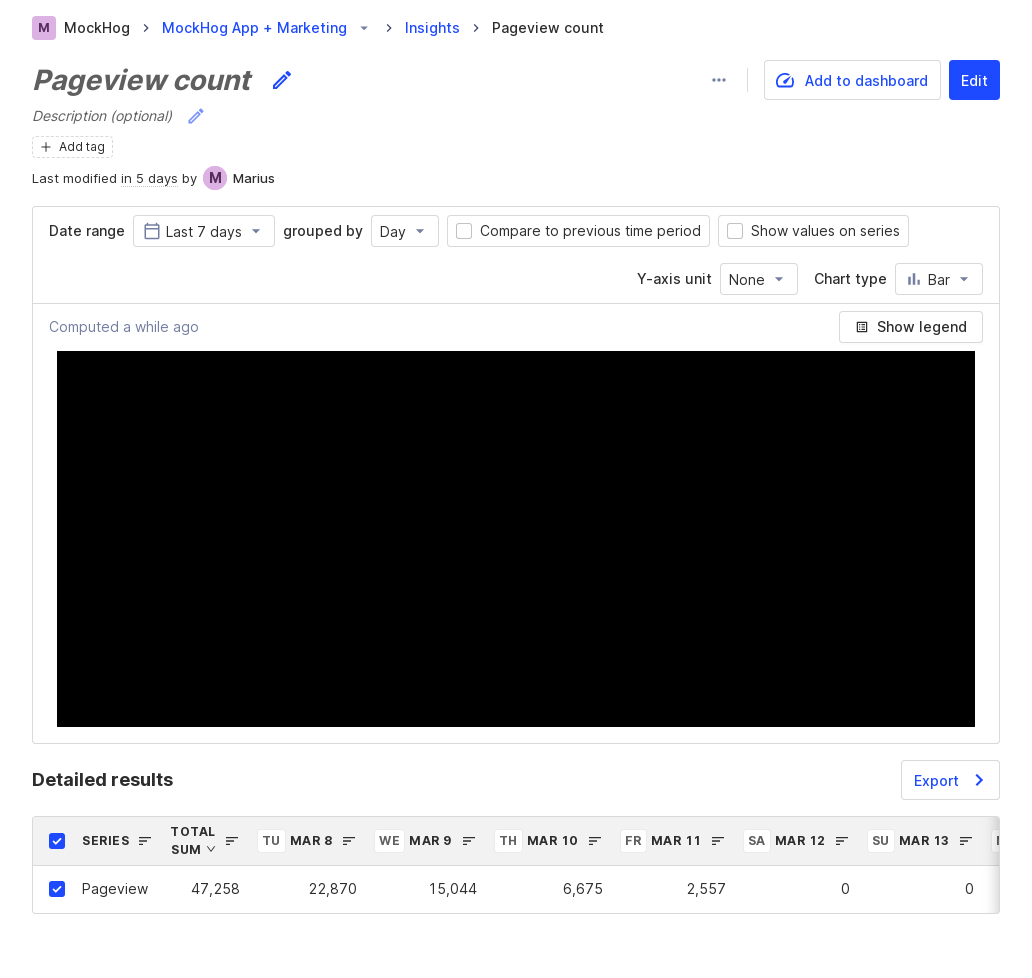 M MockHog > MockHog App + Marketing > Insights > Pageview count
Pageview count
Add to dashboard
Edit
Description (optional)
Add tag
Last modified in 5 days by M Marius
Date range Last 7 days grouped by Day Compare to previous time period Show values on series
Y-axis unit None Chart type Bar
Computed a while ago
Show legend
Detailed results
Export
SERIES TOTAL SUM TU MAR 8 WE MAR 9 TH MAR 10 FR MAR 11 SA MAR 12 SU MAR 13
Pageview 47,258 22,870 15,044 6,675 2,557 0 0